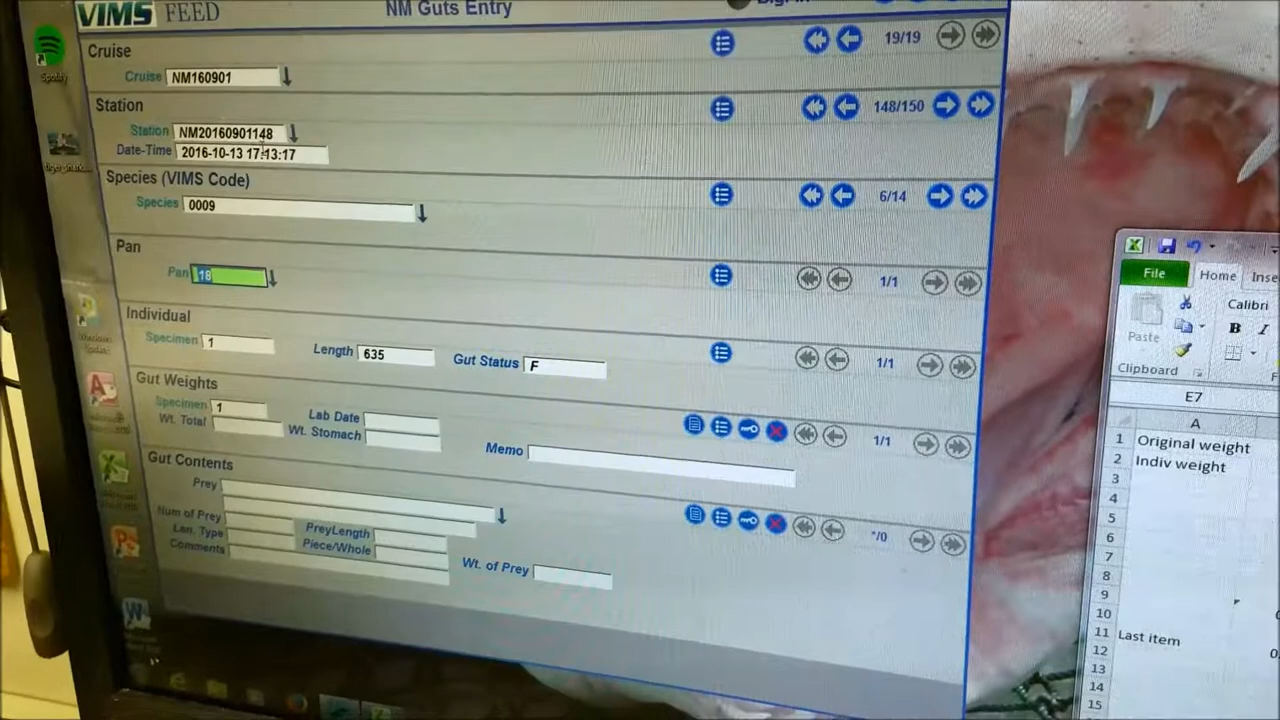 VIMS FEED NM Guts Entry
Spotify
Cruise
19/19
Cruise NM160901
Station
148/150
Station NM20160901148
Date-Time 2016-10-13 17:13:17
Species (VIMS Code)
6/14
Species 0009
Pan
1/1
Pan 18
Individual
1/1
Specimen 1 Length 635 Gut Status F
Gut Weights
1/1
Specimen 1 Lab Date
Wt. Total Wt. Stomach Memo
Gut Contents
*/0
Prey
Num of Prey
Len. Type PreyLength
Comments Piece/Whole Wt. of Prey
File Home Inse
Paste Calibri
B I
Clipboard
E7
A
1 Original weight
2 Indiv weight
3
4
5
6
7
8
9
10
11 Last item
12
13
14
15